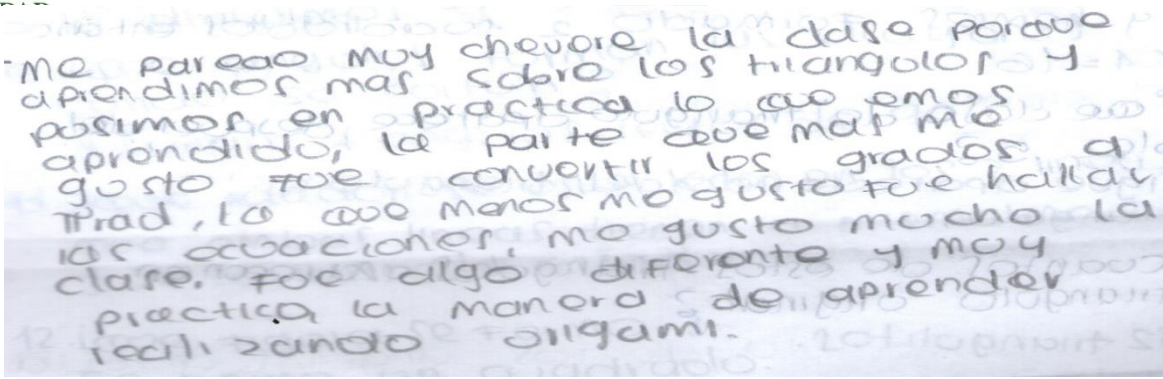 -me pareao muy chevere la clase porque
aprendimos mas sobre los triangulos y
posimos en practica lo que emos
aprendido, la parte que mas me
gusto fue convertir los grados a
πrad, lo que menos me gusto fue hallar
las ecuaciones, me gusto mucho la
clase. Fue algo diferente y muy
practica la manera de aprender
realizando origami.